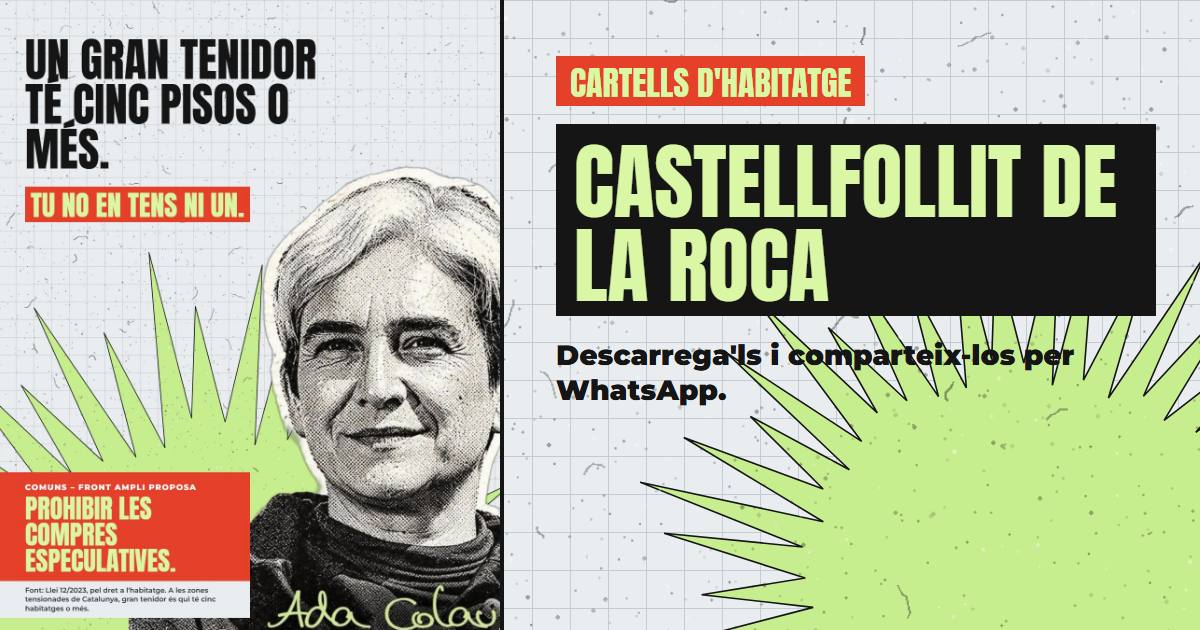 UN GRAN TENIDOR
TÉ CINC PISOS O
MÉS.
TU NO EN TENS NI UN.
COMUNS – FRONT AMPLI PROPOSA
PROHIBIR LES
COMPRES
ESPECULATIVES.
Font: Llei 12/2023, pel dret a l'habitatge. A les zones
tensionades de Catalunya, gran tenidor és qui té cinc
habitatges o més.
Ada Colau
CARTELLS D'HABITATGE
CASTELLFOLLIT DE
LA ROCA
Descarrega'ls i comparteix-los per
WhatsApp.